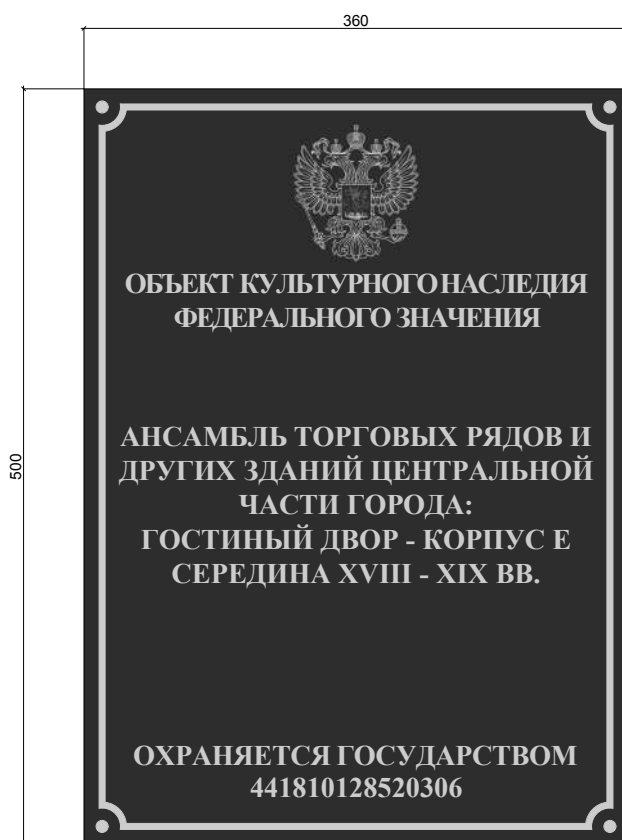 360
500
ОБЪЕКТ КУЛЬТУРНОГО НАСЛЕДИЯ
ФЕДЕРАЛЬНОГО ЗНАЧЕНИЯ
АНСАМБЛЬ ТОРГОВЫХ РЯДОВ И
ДРУГИХ ЗДАНИЙ ЦЕНТРАЛЬНОЙ
ЧАСТИ ГОРОДА:
ГОСТИНЫЙ ДВОР - КОРПУС Е
СЕРЕДИНА XVIII - XIX ВВ.
ОХРАНЯЕТСЯ ГОСУДАРСТВОМ
441810128520306